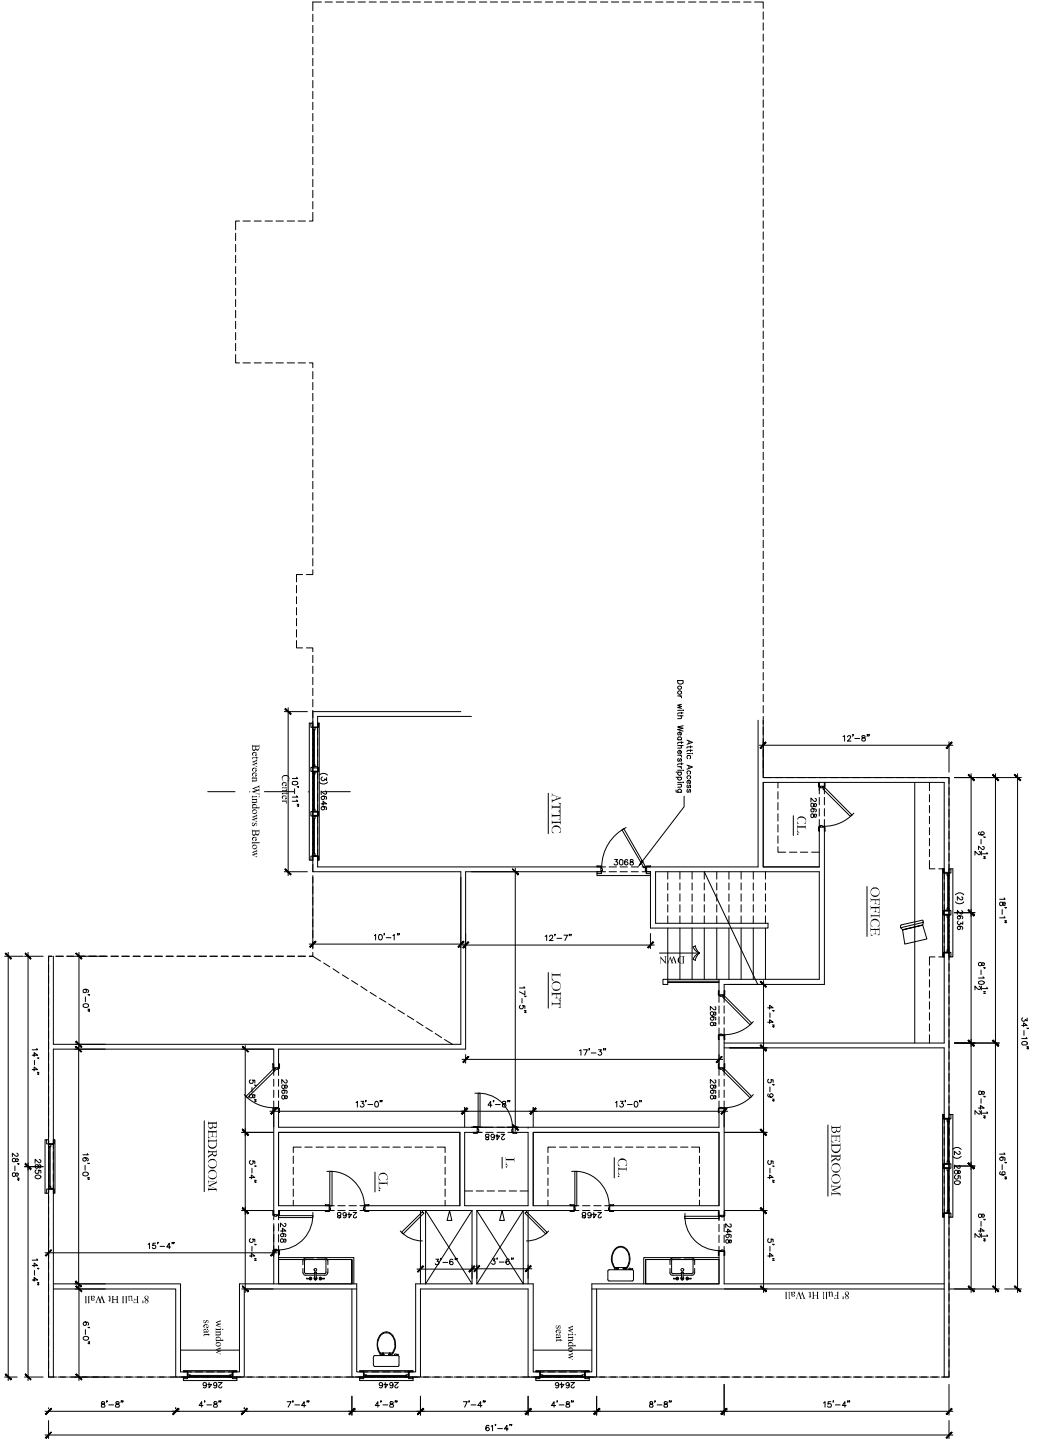 12'-8"
Door with Weatherstripping
Attic Access
Between Windows Below
Center
10'-11"
(3) 2646
ATTIC
2868
CL.
3068
OFFICE
(2) 2636
9'-2½"
18'-1"
8'-10½"
34'-10"
10'-1"
12'-7"
DWN
LOFT
17'-5"
2868
4'-4"
6'-0"
14'-4"
17'-3"
5'-8"
2868
2868
5'-9"
8'-4½"
13'-0"
4'-8"
13'-0"
2468
BEDROOM
BEDROOM
(2) 2850
16'-9"
28'-8"
2850
16'-0"
5'-4"
CL.
L.
CL.
5'-4"
2468
2468
2468
2468
8'-4½"
15'-4"
5'-4"
3'-6"
3'-6"
5'-4"
14'-4"
8' Full Ht Wall
8' Full Ht Wall
6'-0"
window
seat
window
seat
2646
2646
2646
8'-8"
4'-8"
7'-4"
4'-8"
7'-4"
4'-8"
8'-8"
15'-4"
61'-4"